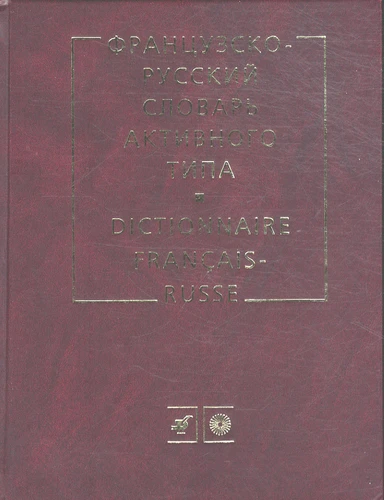 ФРАНЦУЗСКО-
РУССКИЙ
СЛОВАРЬ
АКТИВНОГО
ТИПА
DICTIONNAIRE
FRANÇAIS-
RUSSE